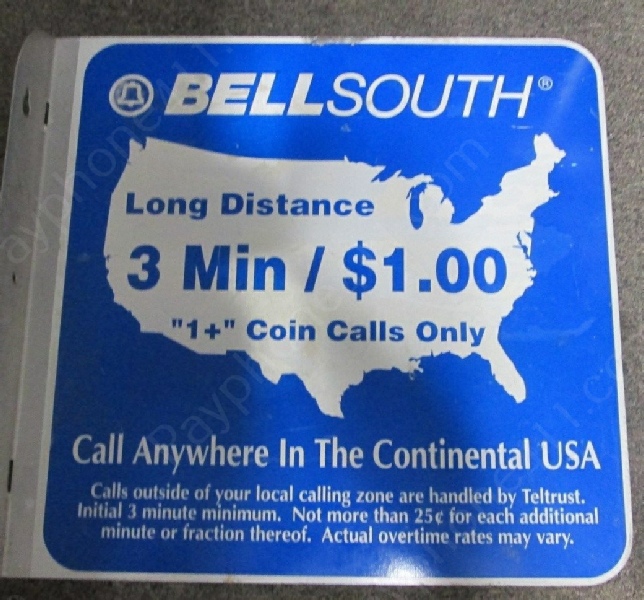 BELLSOUTH®
Long Distance
3 Min / $1.00
"1+" Coin Calls Only
Call Anywhere In The Continental USA
Calls outside of your local calling zone are handled by Teltrust.
Initial 3 minute minimum. Not more than 25¢ for each additional
minute or fraction thereof. Actual overtime rates may vary.